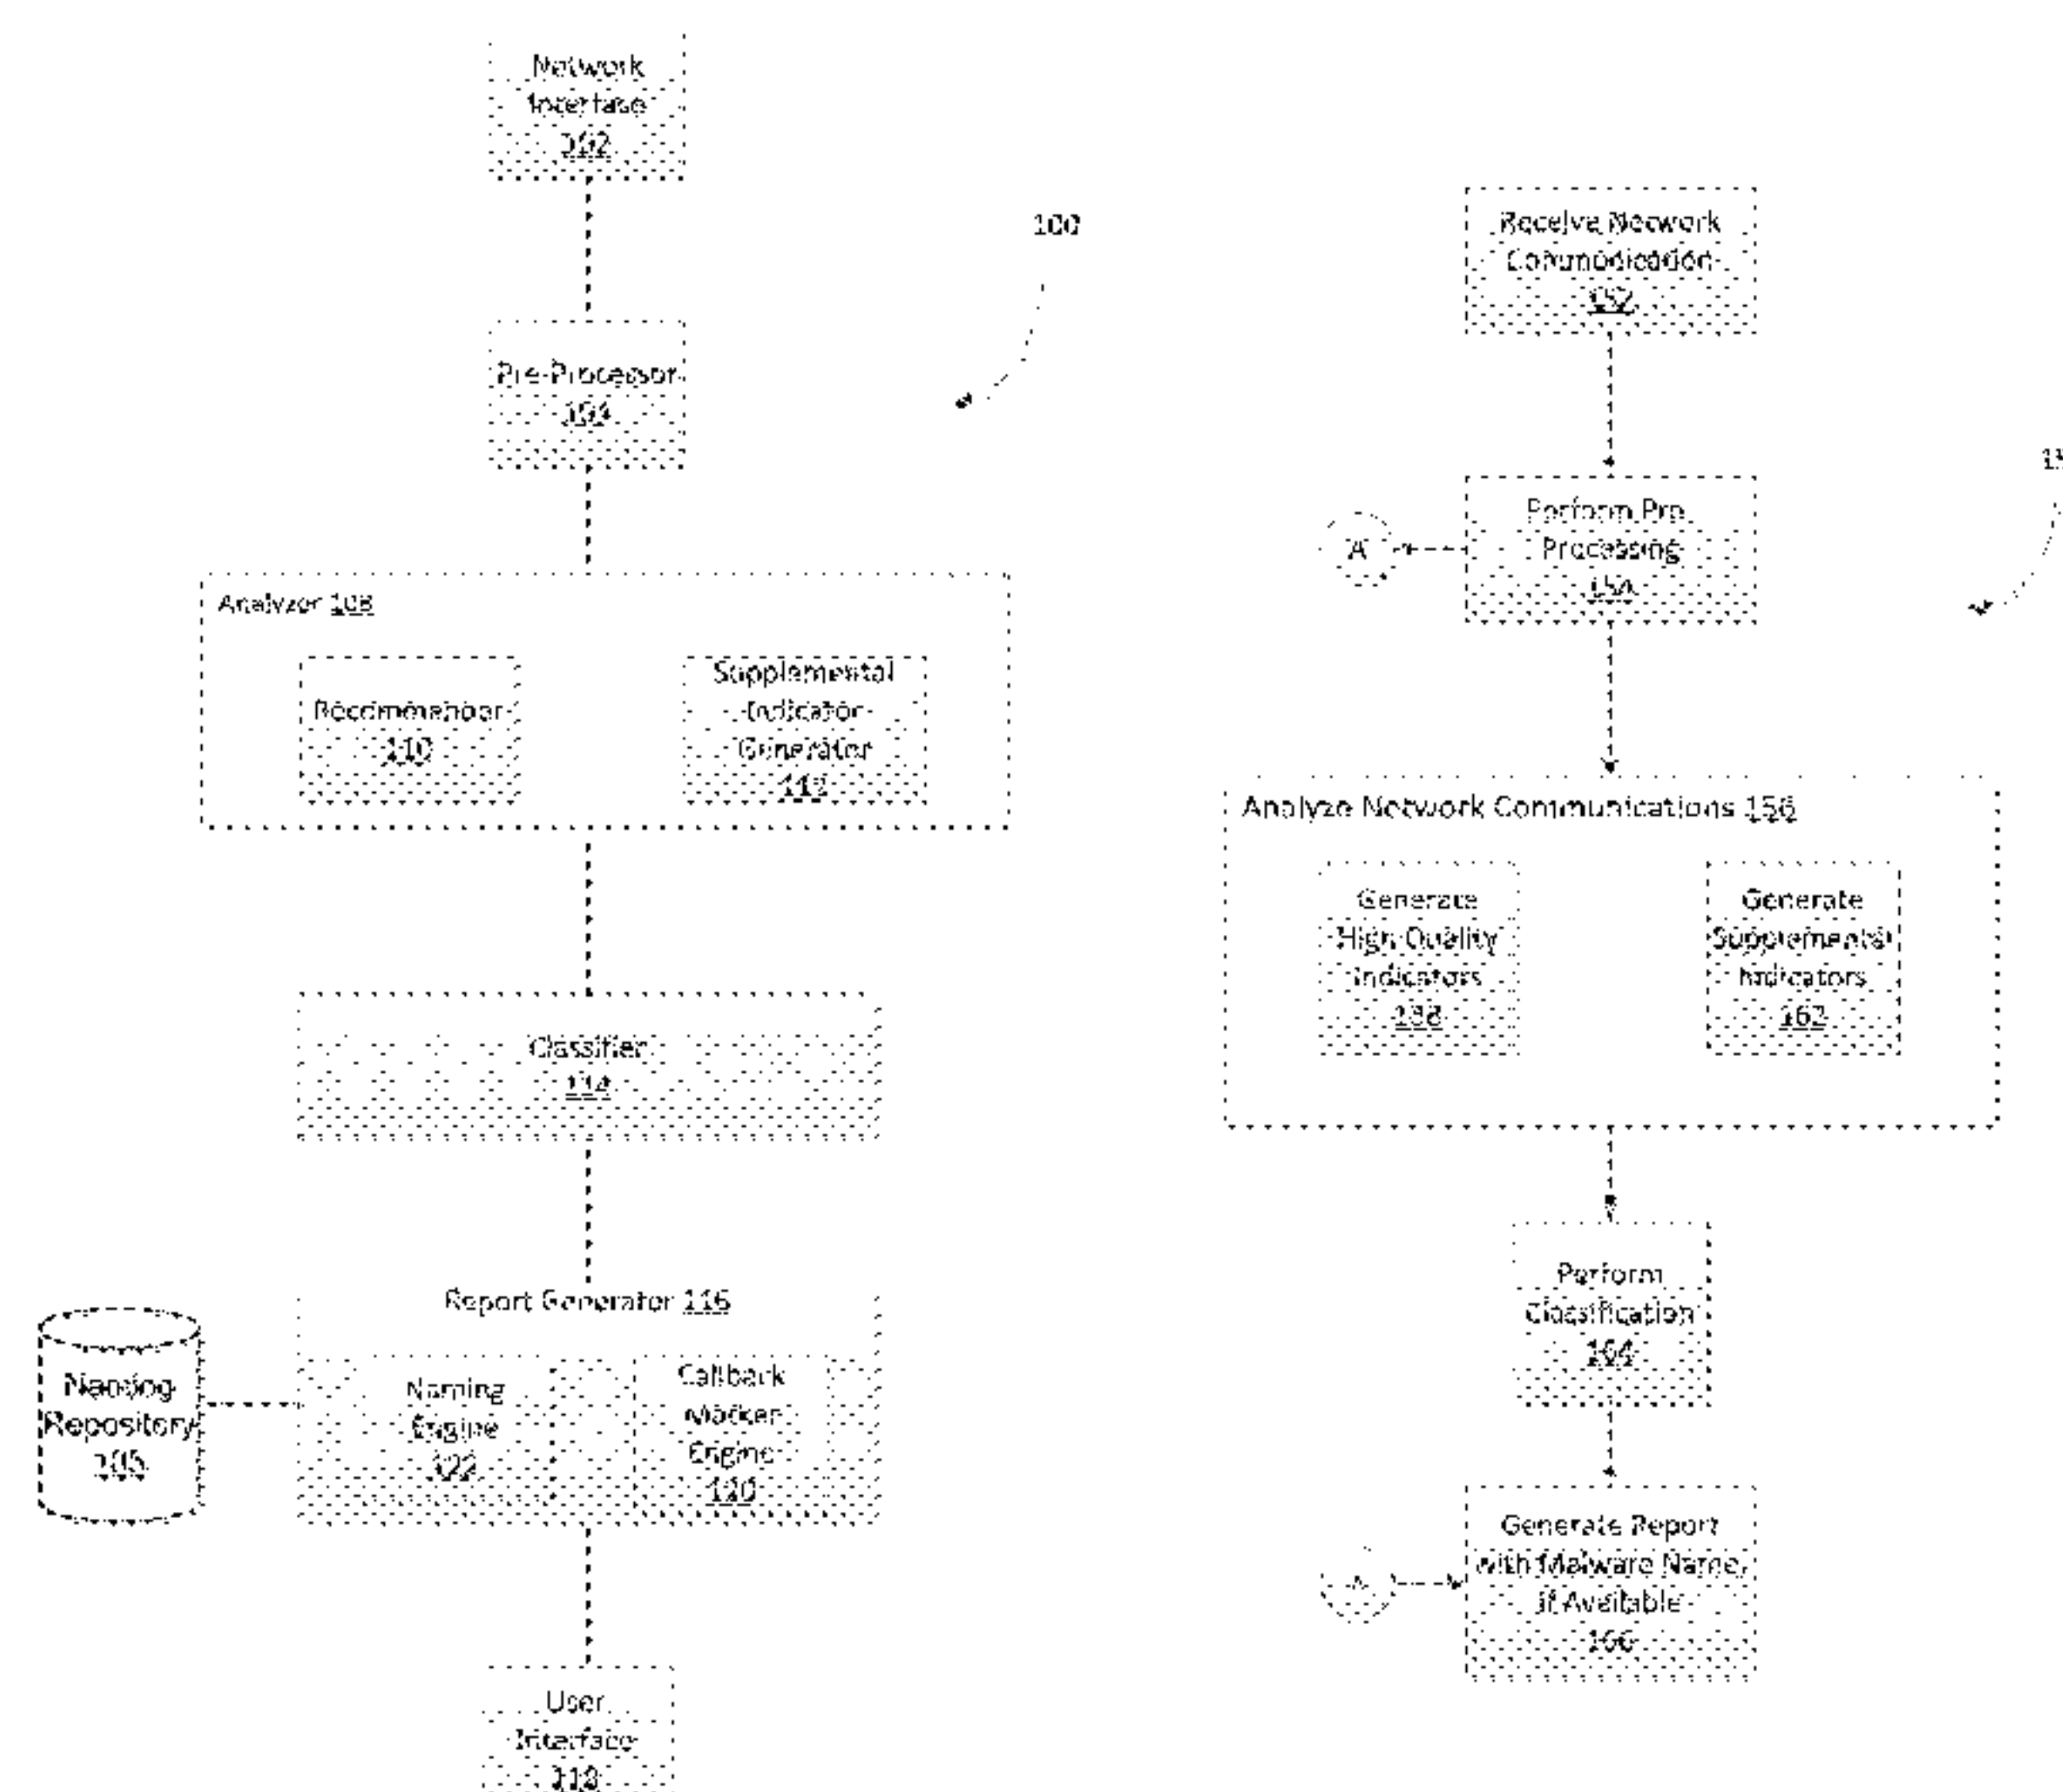 Network
Interface
102
100
Pre-Processor
104
Analyzer 108
Recommender
110
Supplemental
Indicator
Generator
112
Classifier
114
Report Generator 116
Naming
Repository
Naming
Engine
122
Callback
Marker
Engine
120
User
Interface
118
Receive Network
Communication
152
Perform Pre
Processing
154
A
Analyze Network Communications 156
Generate
High Quality
Indicators
Generate
Supplemental
Indicators
162
Perform
Classification
164
Generate Report
with Malware Name,
if Available
166
A